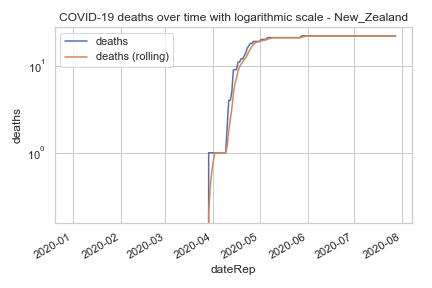 COVID-19 deaths over time with logarithmic scale - New_Zealand
deaths
deaths (rolling)
10¹
10⁰
deaths
2020-01
2020-02
2020-03
2020-04
2020-05
2020-06
2020-07
2020-08
dateRep